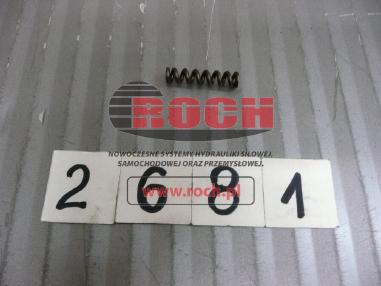 ROCH
NOWOCZESNE SYSTEMY HYDRAULIKI SIŁOWEJ,
SAMOCHODOWEJ ORAZ PRZEMYSŁOWEJ,
www.roch.pl
2 6 8 1